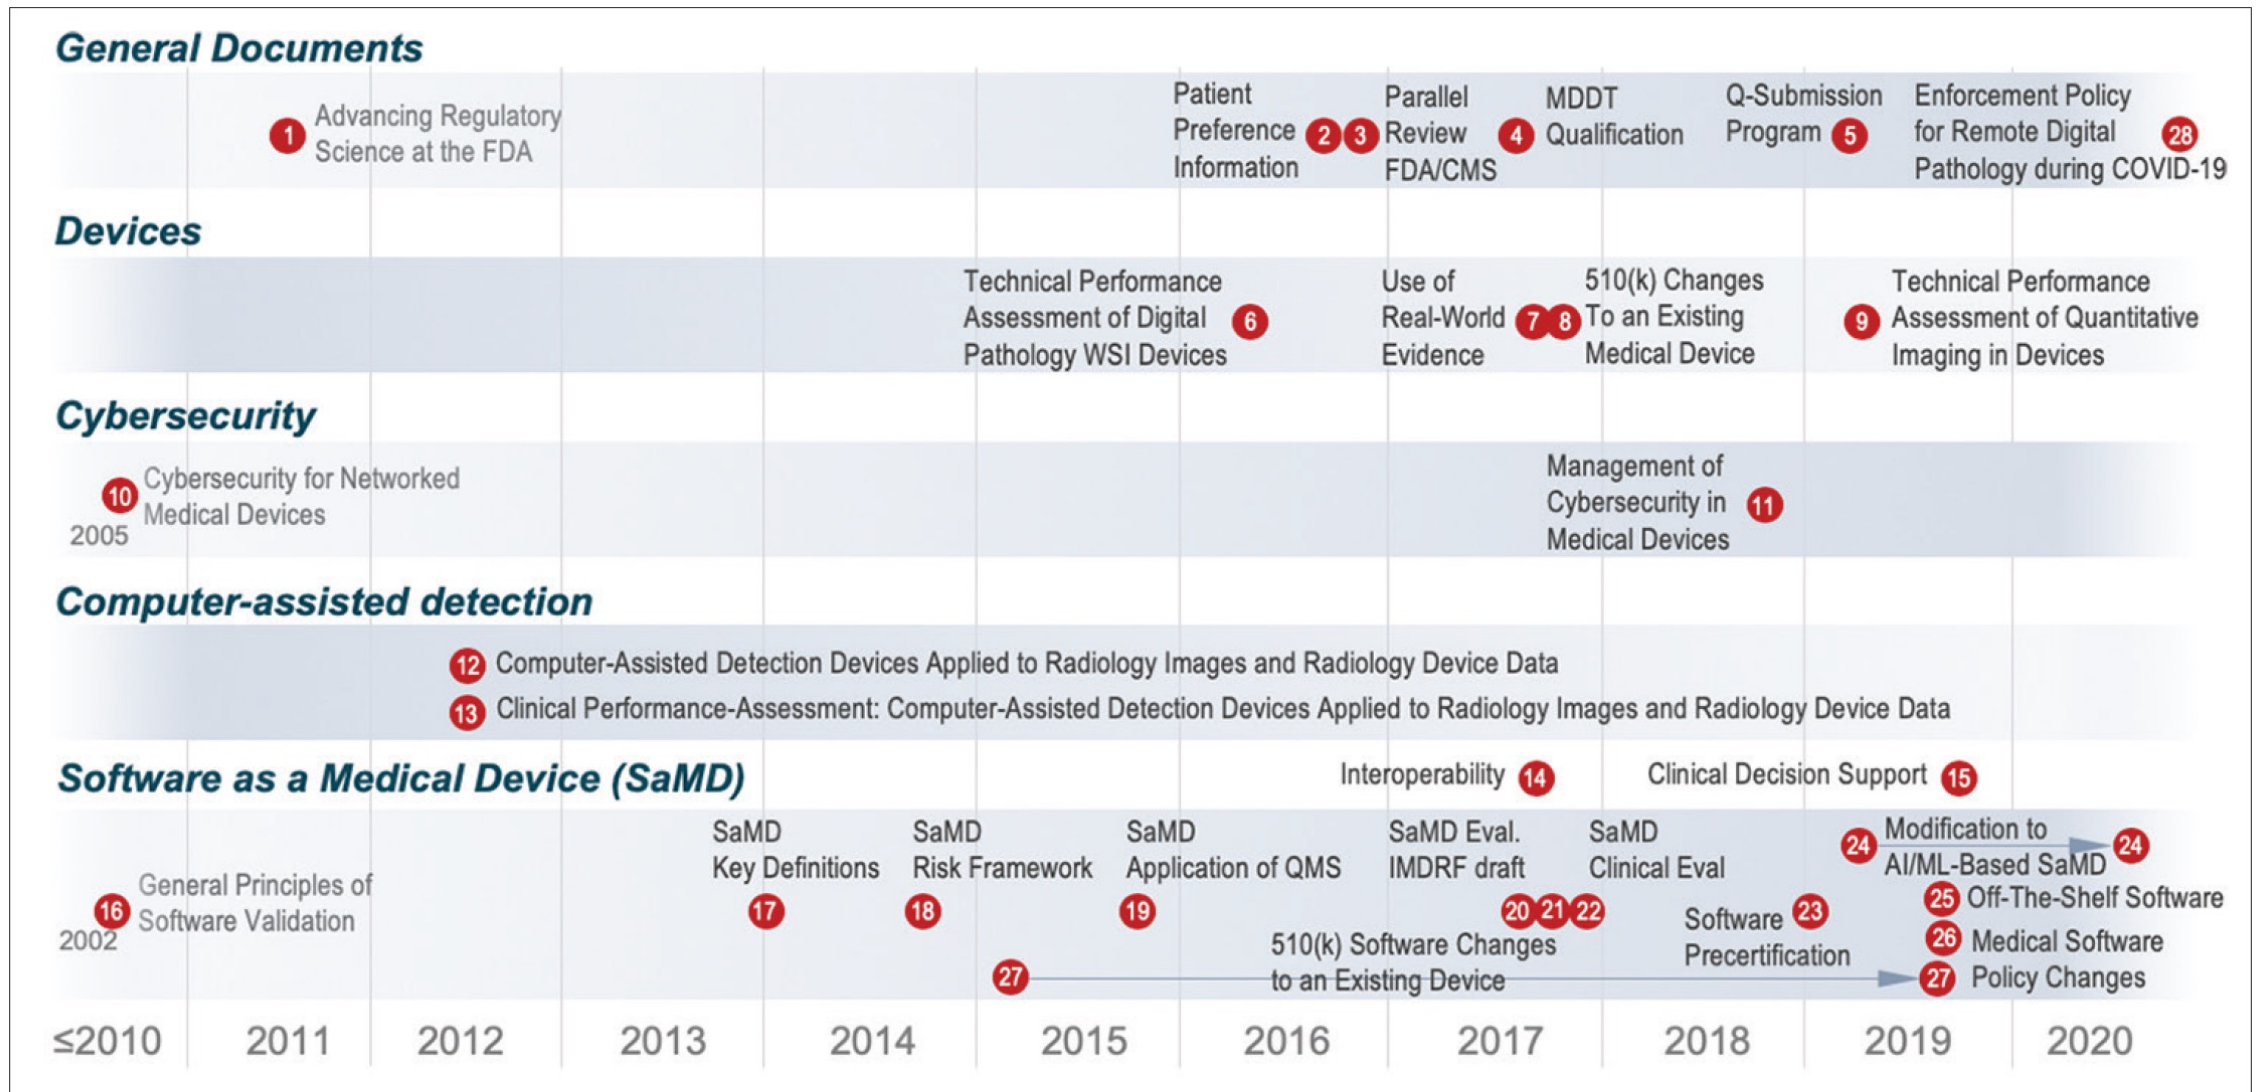 General Documents
1 Advancing Regulatory
Science at the FDA
Patient
Preference 2 3
Information
Parallel
Review 4
FDA/CMS
MDDT
Qualification
Q-Submission
Program 5
Enforcement Policy
for Remote Digital 28
Pathology during COVID-19
Devices
Technical Performance
Assessment of Digital 6
Pathology WSI Devices
Use of
Real-World 7 8
Evidence
510(k) Changes
To an Existing
Medical Device
Technical Performance
9 Assessment of Quantitative
Imaging in Devices
Cybersecurity
10 Cybersecurity for Networked
Medical Devices
2005
Management of
Cybersecurity in 11
Medical Devices
Computer-assisted detection
12 Computer-Assisted Detection Devices Applied to Radiology Images and Radiology Device Data
13 Clinical Performance-Assessment: Computer-Assisted Detection Devices Applied to Radiology Images and Radiology Device Data
Software as a Medical Device (SaMD)
Interoperability 14
Clinical Decision Support 15
16 General Principles of
Software Validation
2002
SaMD
Key Definitions
17
SaMD
Risk Framework
18
SaMD
Application of QMS
19
SaMD Eval.
IMDRF draft
20 21 22
SaMD
Clinical Eval
Software 23
Precertification
24 Modification to 24
AI/ML-Based SaMD
25 Off-The-Shelf Software
26 Medical Software
27 Policy Changes
27 510(k) Software Changes
to an Existing Device
≤2010 2011 2012 2013 2014 2015 2016 2017 2018 2019 2020